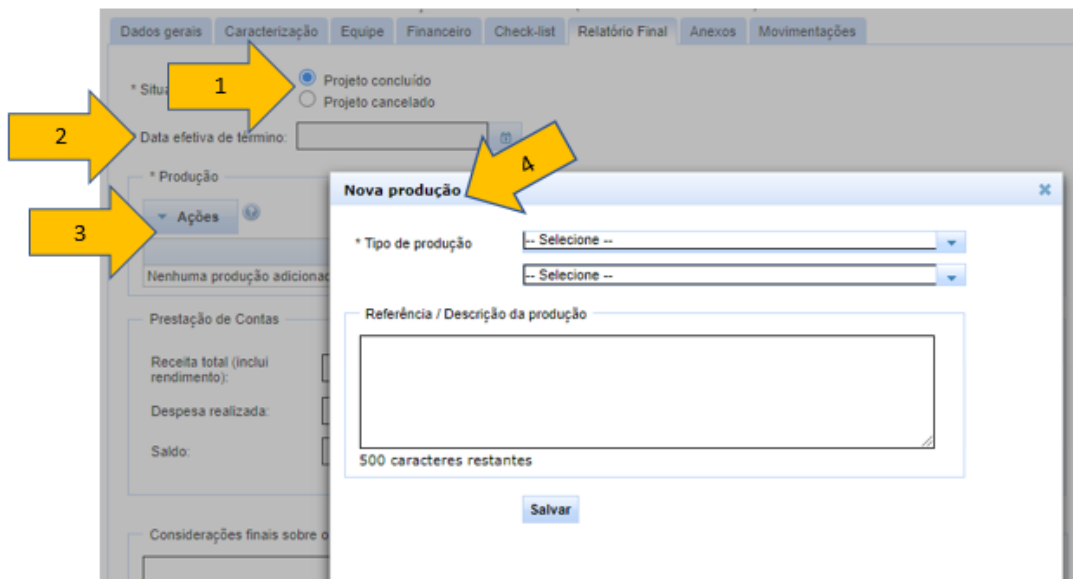 Dados gerais Caracterização Equipe Financeiro Check-list Relatório Final Anexos Movimentações
1
* Situa
Projeto concluído
Projeto cancelado
2
Data efetiva de término:
4
* Produção
Ações
3
Nenhuma produção adicionad
Nova produção
* Tipo de produção
-- Selecione --
-- Selecione --
Referência / Descrição da produção
500 caracteres restantes
Salvar
Prestação de Contas
Receita total (inclui
rendimento):
Despesa realizada:
Saldo:
Considerações finais sobre o